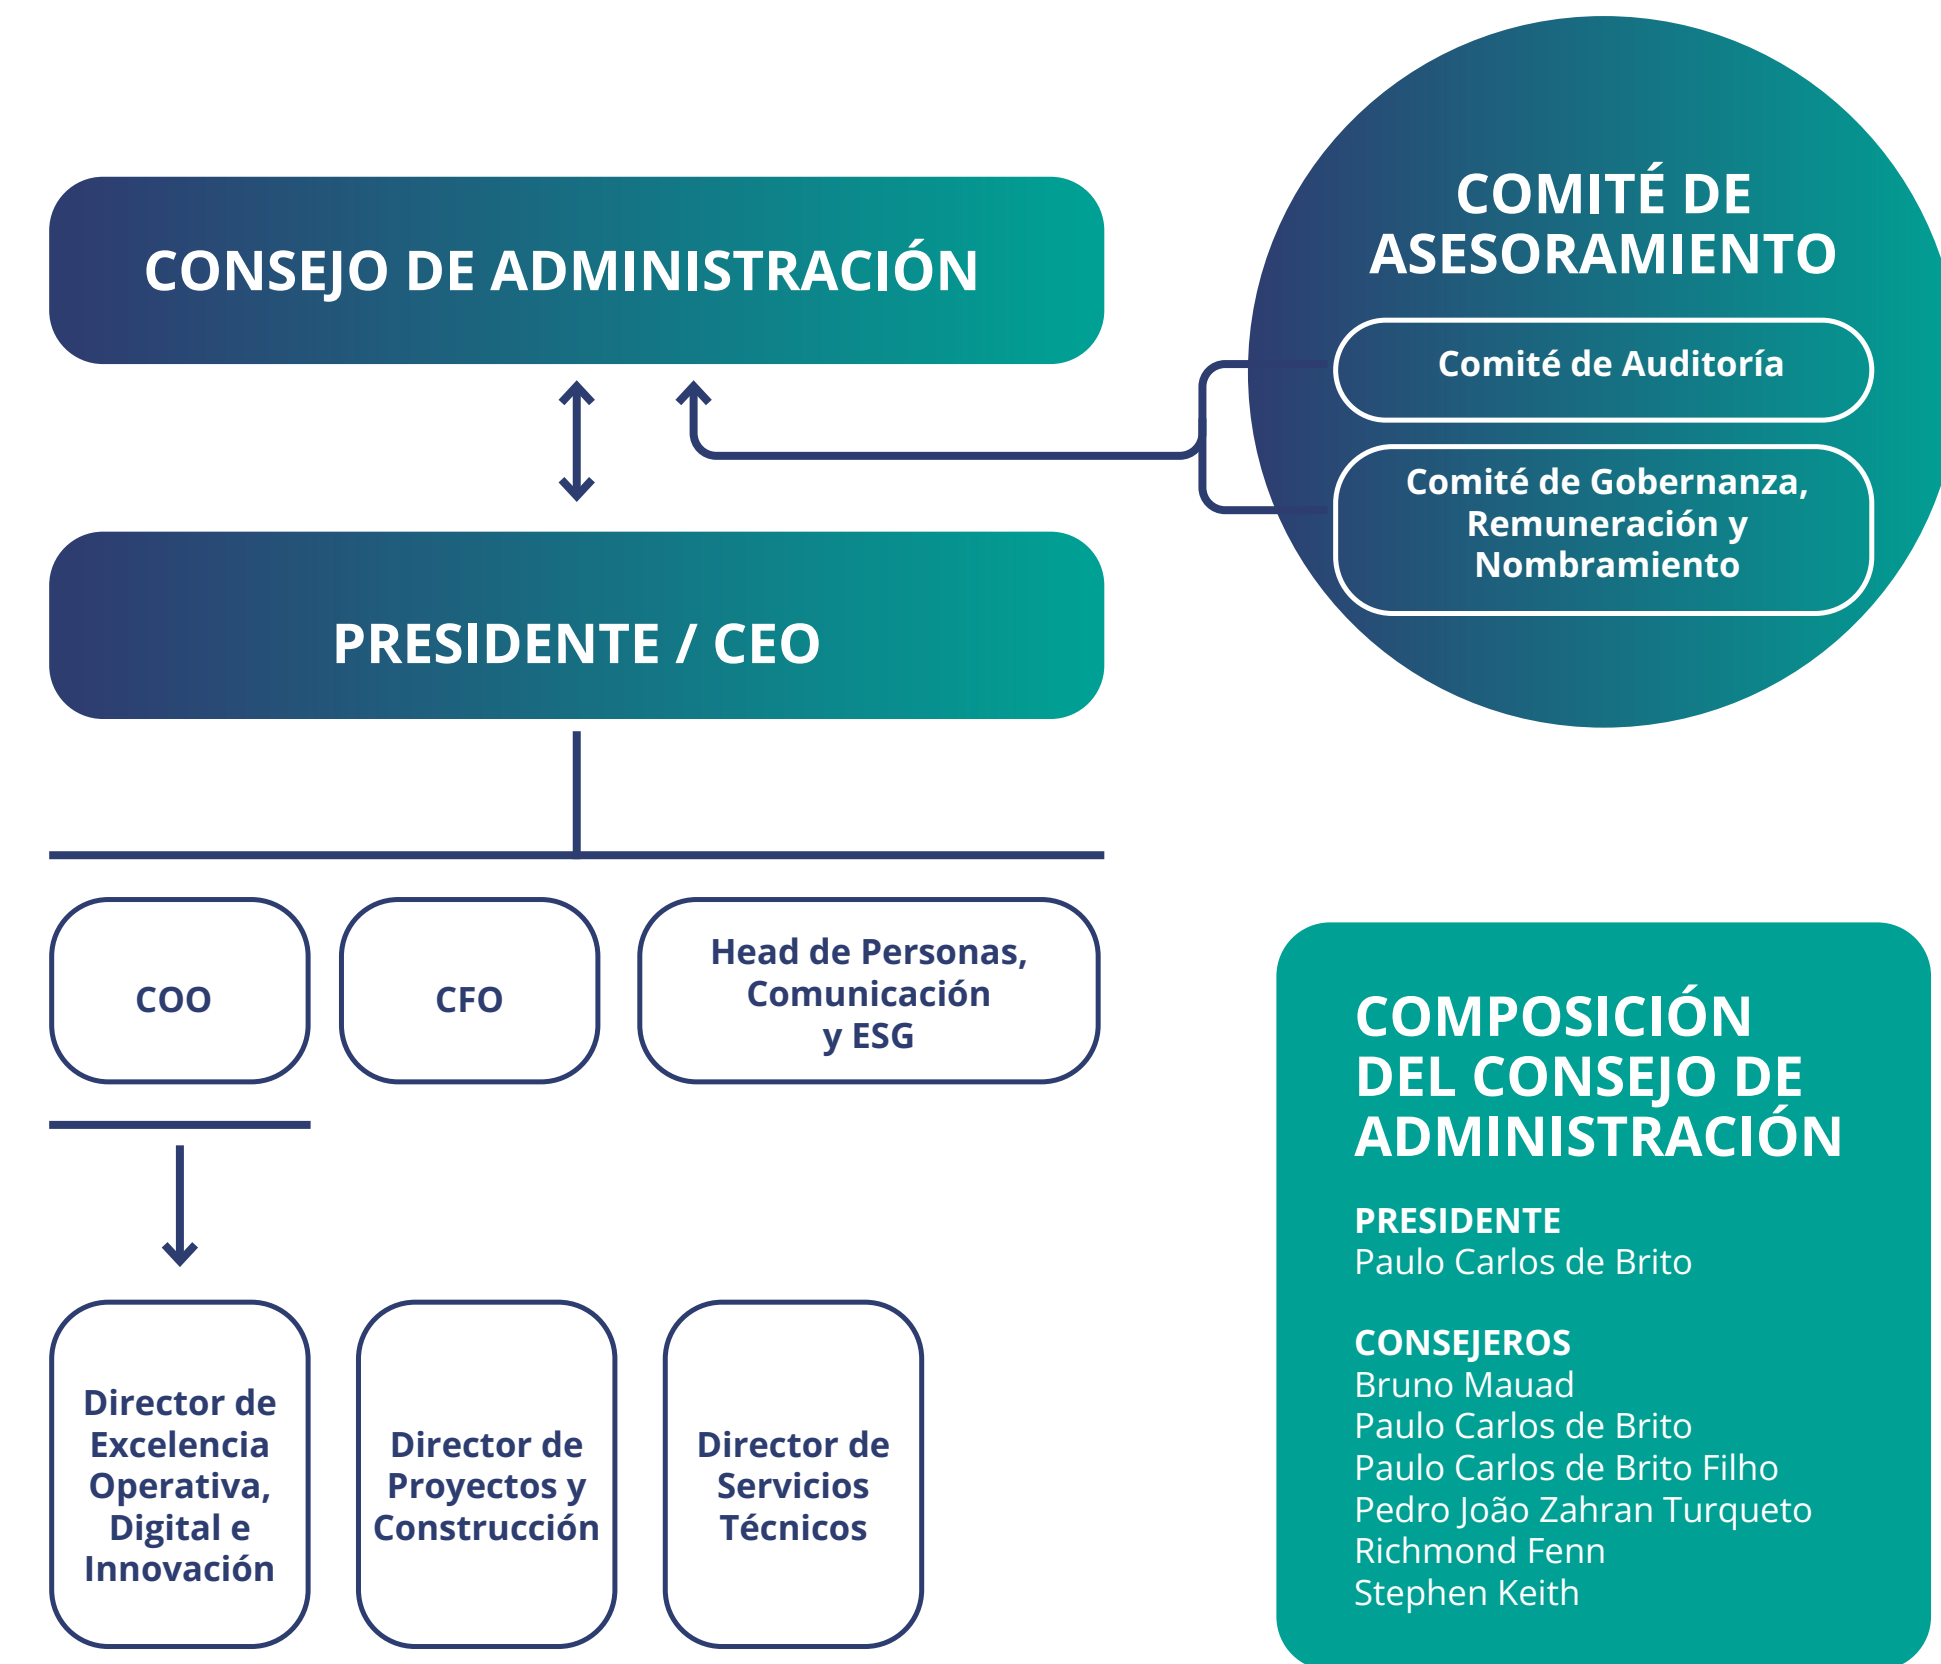 CONSEJO DE ADMINISTRACIÓN
COMITÉ DE
ASESORAMIENTO
Comité de Auditoría
Comité de Gobernanza,
Remuneración y
Nombramiento
PRESIDENTE / CEO
COO
CFO
Head de Personas,
Comunicación
y ESG
Director de
Excelencia
Operativa,
Digital e
Innovación
Director de
Proyectos y
Construcción
Director de
Servicios
Técnicos
COMPOSICIÓN
DEL CONSEJO DE
ADMINISTRACIÓN
PRESIDENTE
Paulo Carlos de Brito
CONSEJEROS
Bruno Mauad
Paulo Carlos de Brito
Paulo Carlos de Brito Filho
Pedro João Zahran Turqueto
Richmond Fenn
Stephen Keith